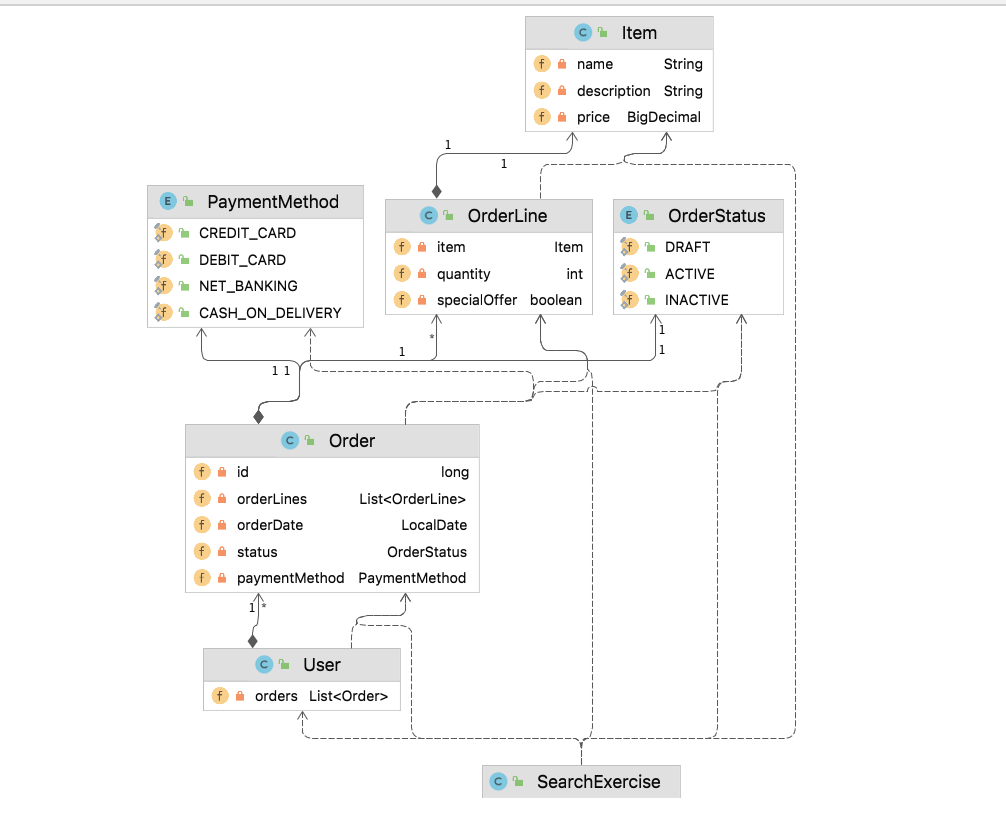 Item
name String
description String
price BigDecimal
1
1
PaymentMethod
CREDIT_CARD
DEBIT_CARD
NET_BANKING
CASH_ON_DELIVERY
OrderLine
item Item
quantity int
specialOffer boolean
OrderStatus
DRAFT
ACTIVE
INACTIVE
*
1
1
1
1 1
Order
id long
orderLines List<OrderLine>
orderDate LocalDate
status OrderStatus
paymentMethod PaymentMethod
1 *
User
orders List<Order>
SearchExercise